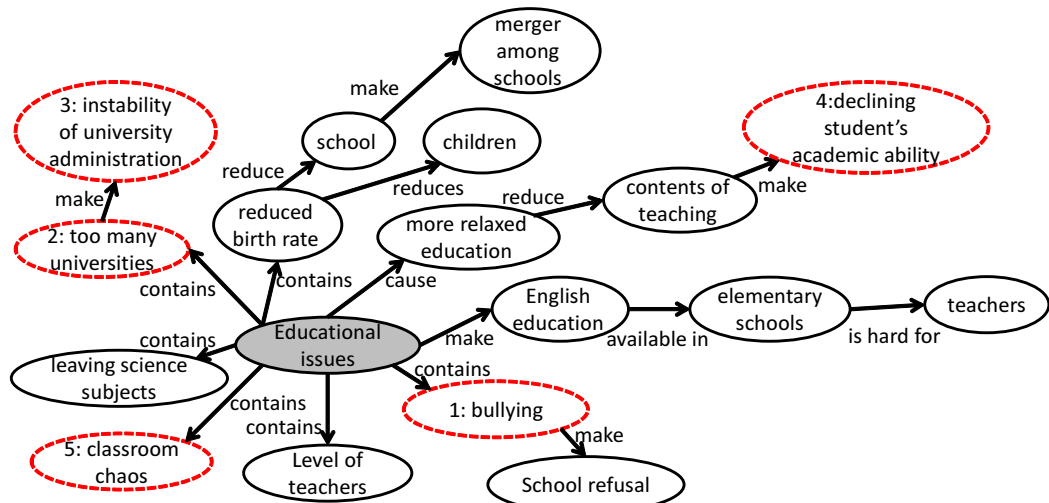 merger
among
schools
make
3: instability
of university
administration
school
children
4:declining
student's
academic ability
reduce
reduces
make
reduced
birth rate
reduce
contents of
teaching
make
more relaxed
education
2: too many
universities
contains
contains
cause
English
education
elementary
schools
teachers
Educational
issues
make
available in
is hard for
contains
leaving science
subjects
contains
1: bullying
contains
contains
make
5: classroom
chaos
Level of
teachers
School refusal